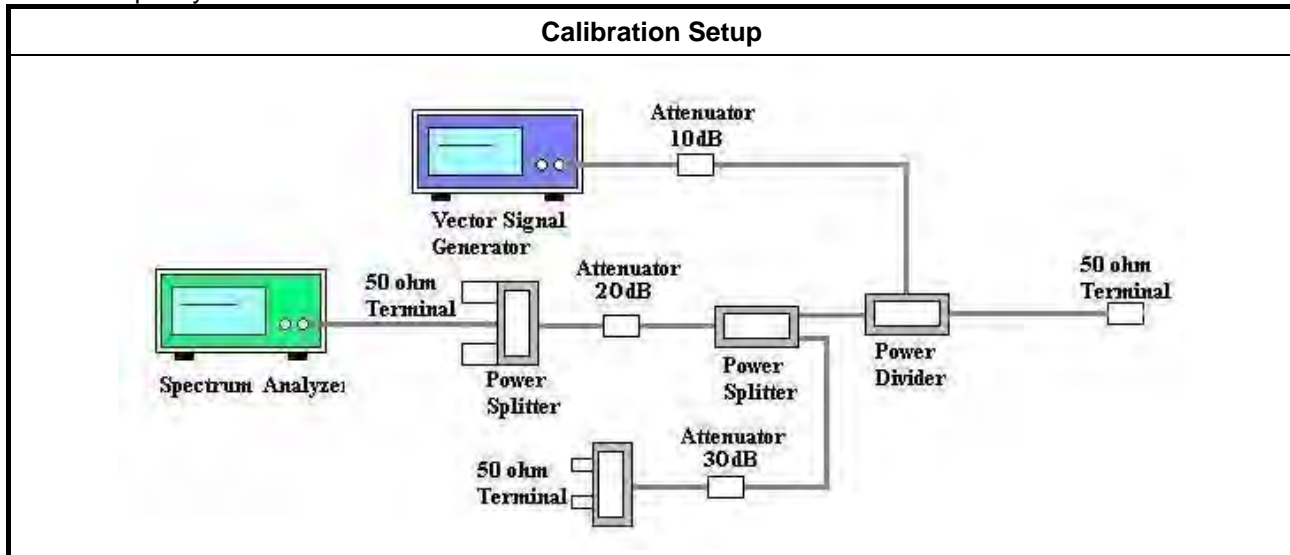 Calibration Setup
Attenuator
10dB
Vector Signal
Generator
50 ohm
Terminal
Attenuator
20dB
50 ohm
Terminal
Spectrum Analyzer
Power
Splitter
Power
Splitter
Power
Divider
Attenuator
30dB
50 ohm
Terminal